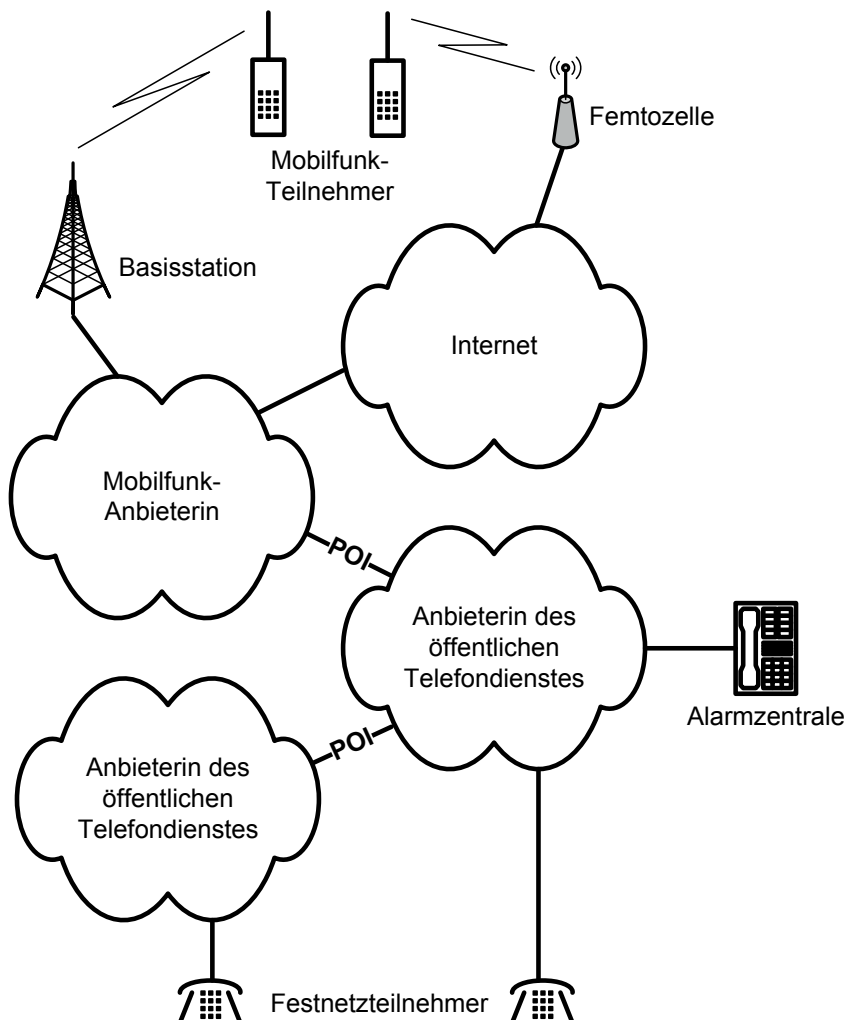 Femtozelle
Mobilfunk-
Teilnehmer
Basisstation
Internet
Mobilfunk-
Anbieterin
POI
Anbieterin des
öffentlichen
Telefondienstes
Alarmzentrale
POI
Anbieterin des
öffentlichen
Telefondienstes
Festnetzteilnehmer